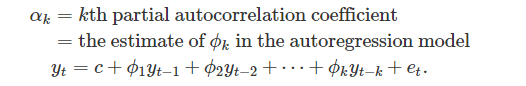 αₖ = kth partial autocorrelation coefficient
= the estimate of ϕₖ in the autoregression model
yₜ = c + ϕ₁yₜ₋₁ + ϕ₂yₜ₋₂ + ⋯ + ϕₖyₜ₋ₖ + eₜ.